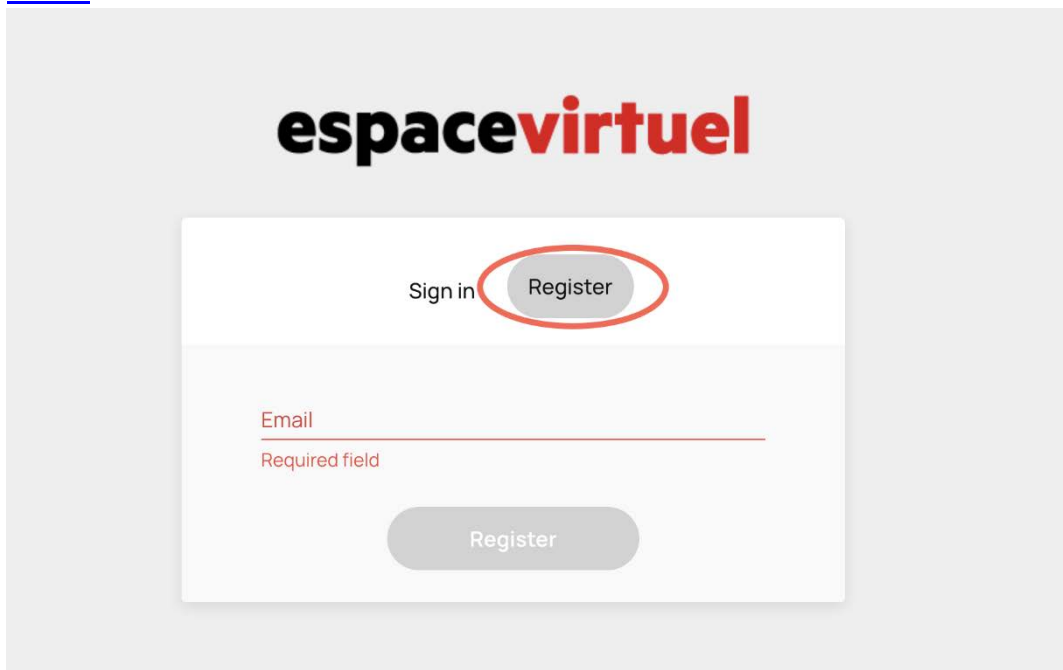 espacevirtuel
Sign in Register
Email
Required field
Register